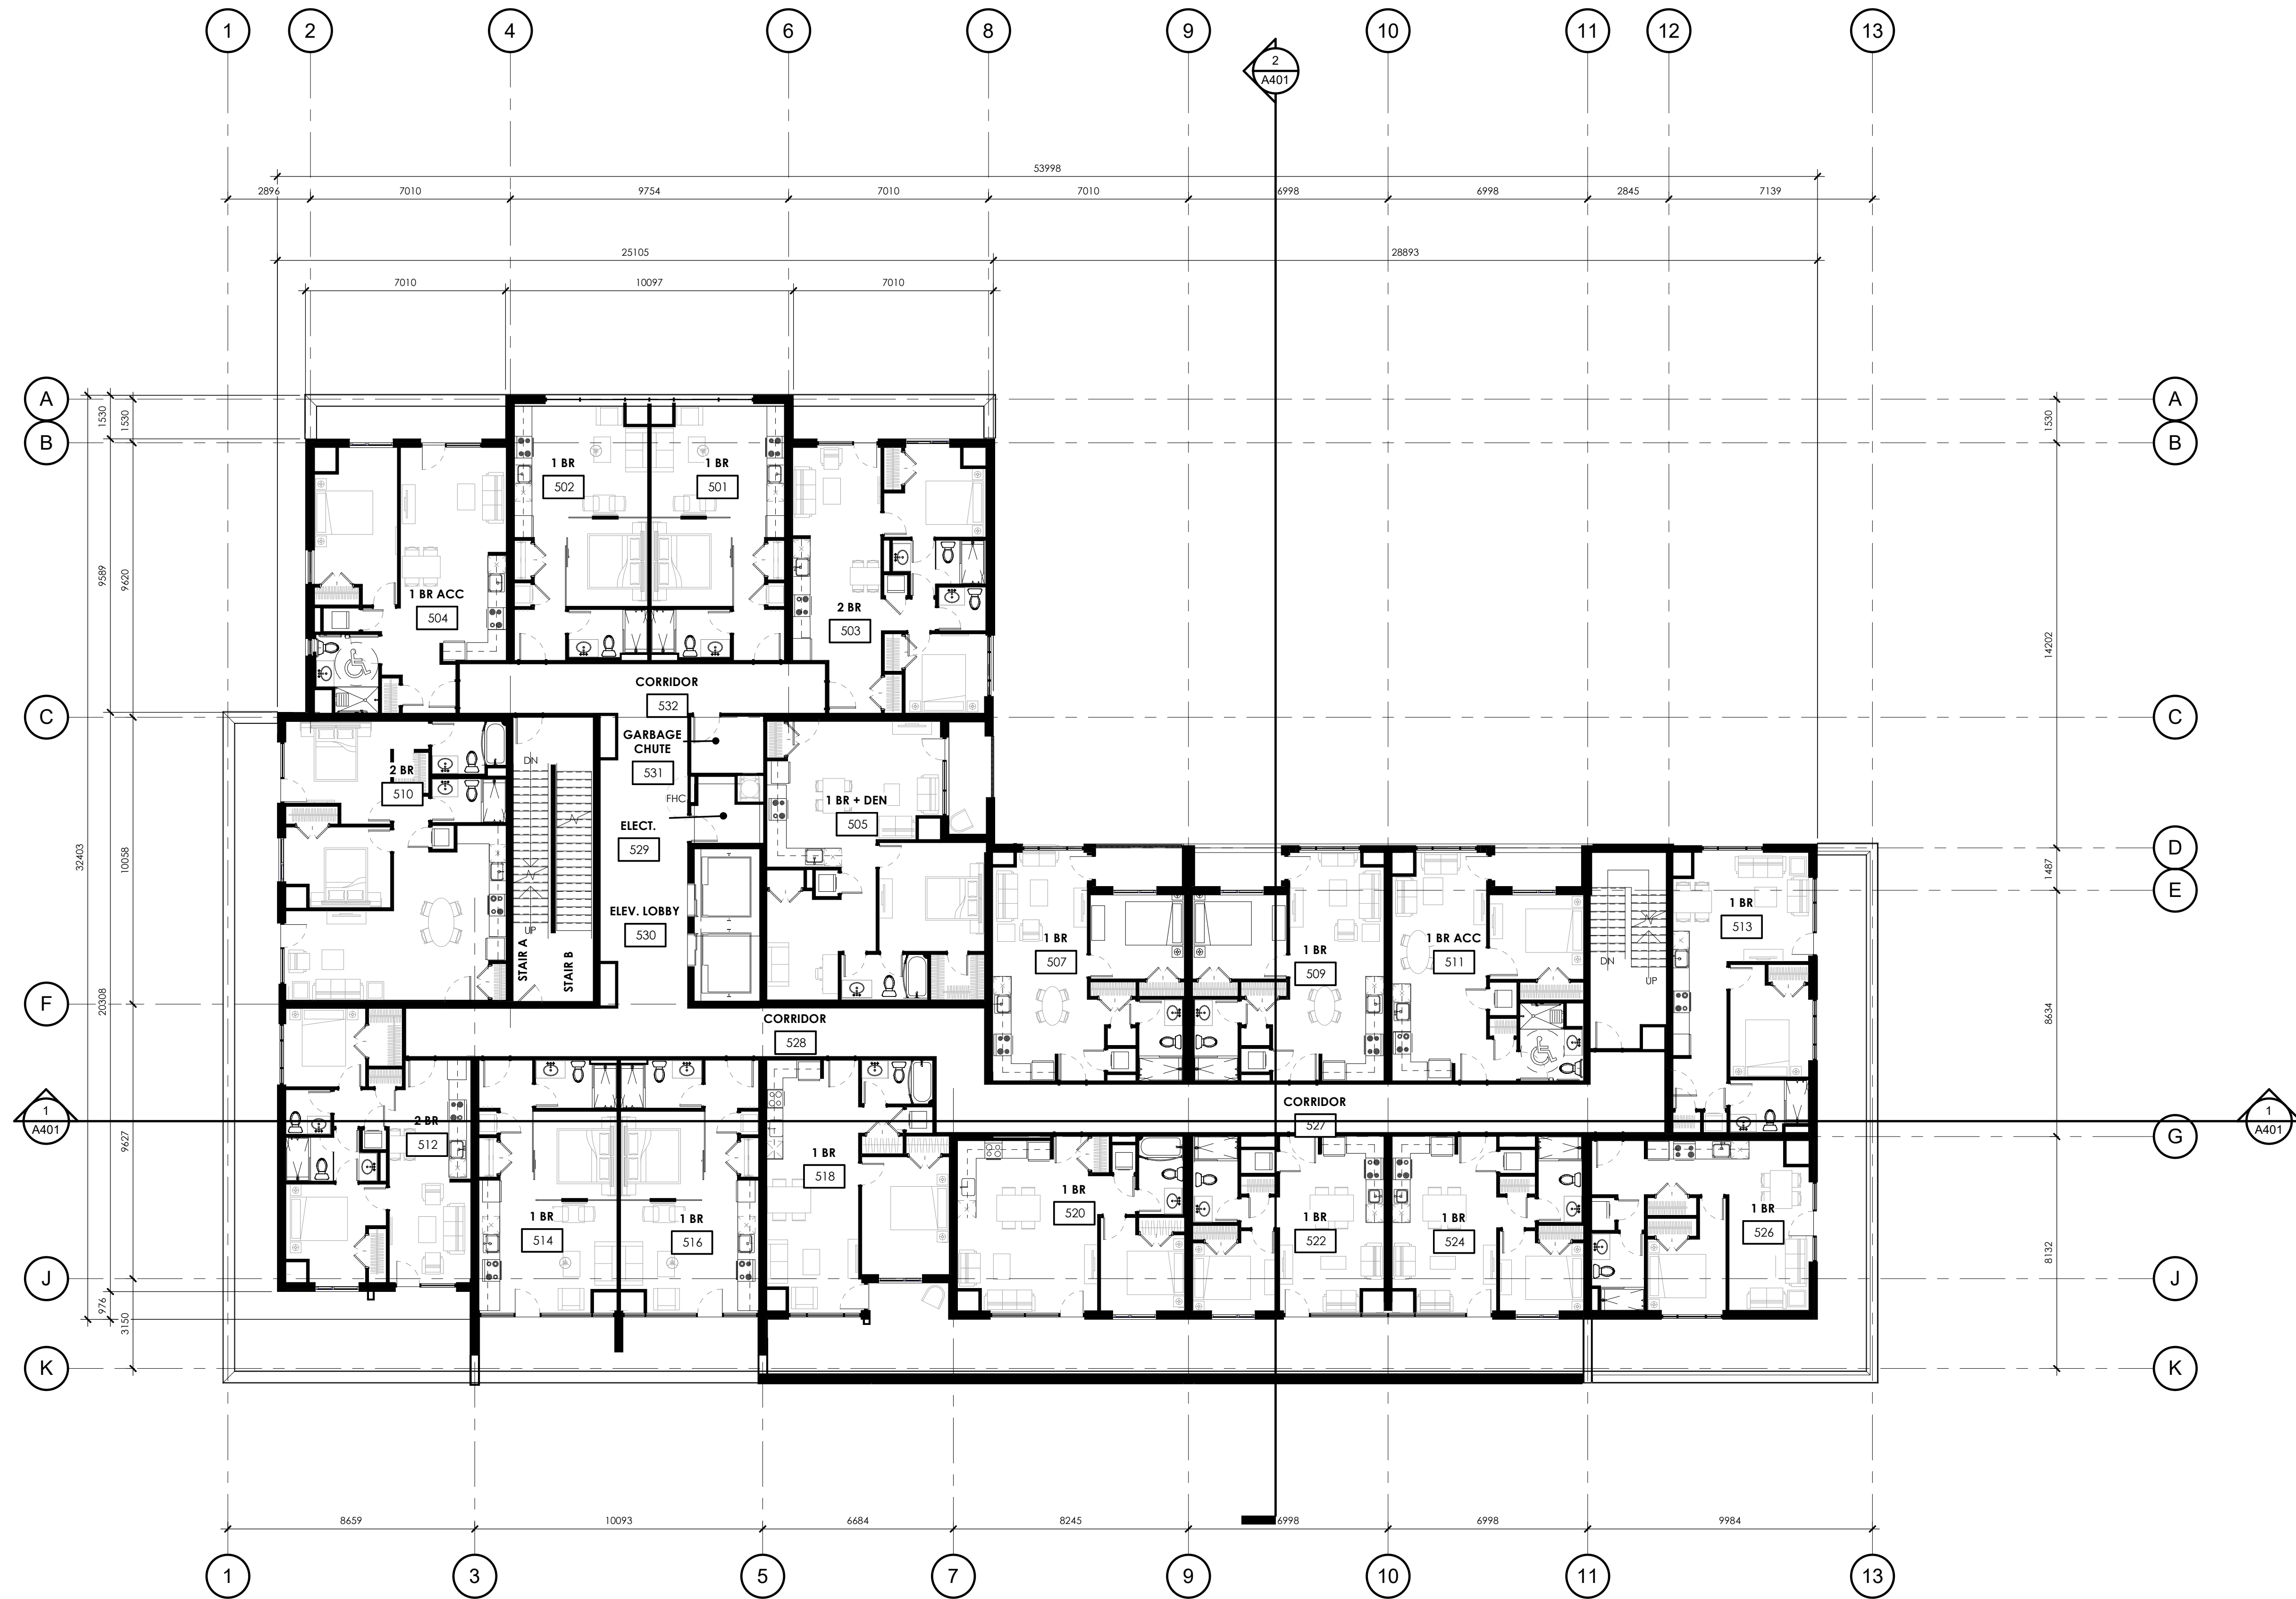 1 2 4 6 8 9 10 11 12 13
2
A401
53998
2896 7010 9754 7010 7010 6998 6998 2845 7139
25105 28893
7010 10097 7010
A A
B B
1530 1530 1530
1 BR
502
1 BR
501
9589 9620
1 BR ACC
504
2 BR
503
14202
CORRIDOR
532
C C
GARBAGE
CHUTE
531
DN
2 BR
510
FHC
1 BR + DEN
505
ELECT.
529
D D
32403
10058
1487
E E
ELEV. LOBBY
530
UP
STAIR A
STAIR B
1 BR
507
1 BR
509
1 BR ACC
511
1 BR
513
DN
UP
F F
20308
8634
CORRIDOR
528
1
A401
2 BR
512
CORRIDOR
527
1
A401
G G
9627
1 BR
518
1 BR
514
1 BR
516
1 BR
520
1 BR
522
1 BR
524
1 BR
526
8132
J J
976
3150
K K
8659 10093 6684 8245 6998 6998 9984
1 3 5 7 9 10 11 13